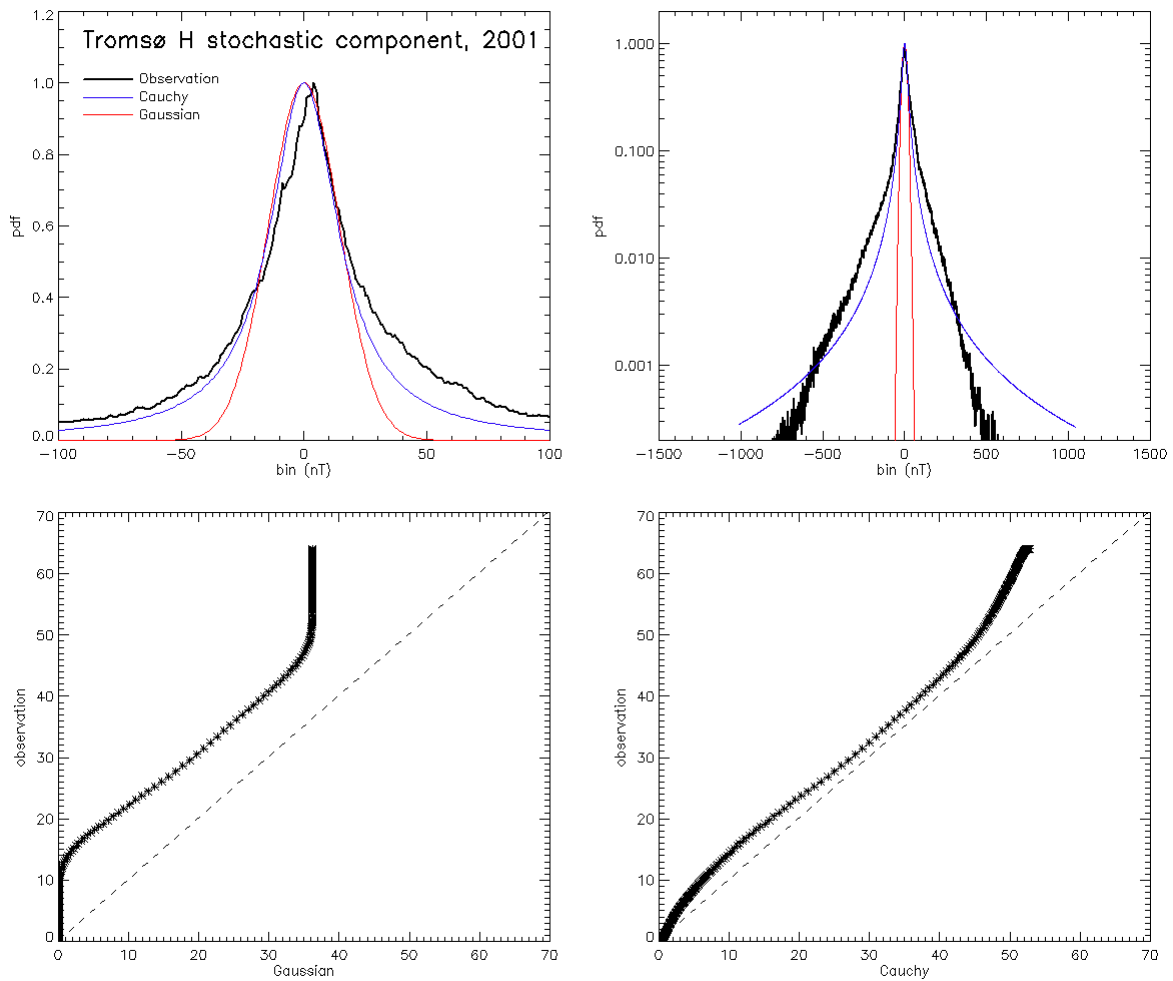 Tromsø H stochastic component, 2001
Observation
Cauchy
Gaussian
1.2
1.0
0.8
0.6
0.4
0.2
0.0
pdf
-100 -50 0 50 100
bin (nT)
1.000
0.100
0.010
0.001
pdf
-1500 -1000 -500 0 500 1000 1500
bin (nT)
70
60
50
40
30
20
10
0
observation
0 10 20 30 40 50 60 70
Gaussian
70
60
50
40
30
20
10
0
observation
0 10 20 30 40 50 60 70
Cauchy